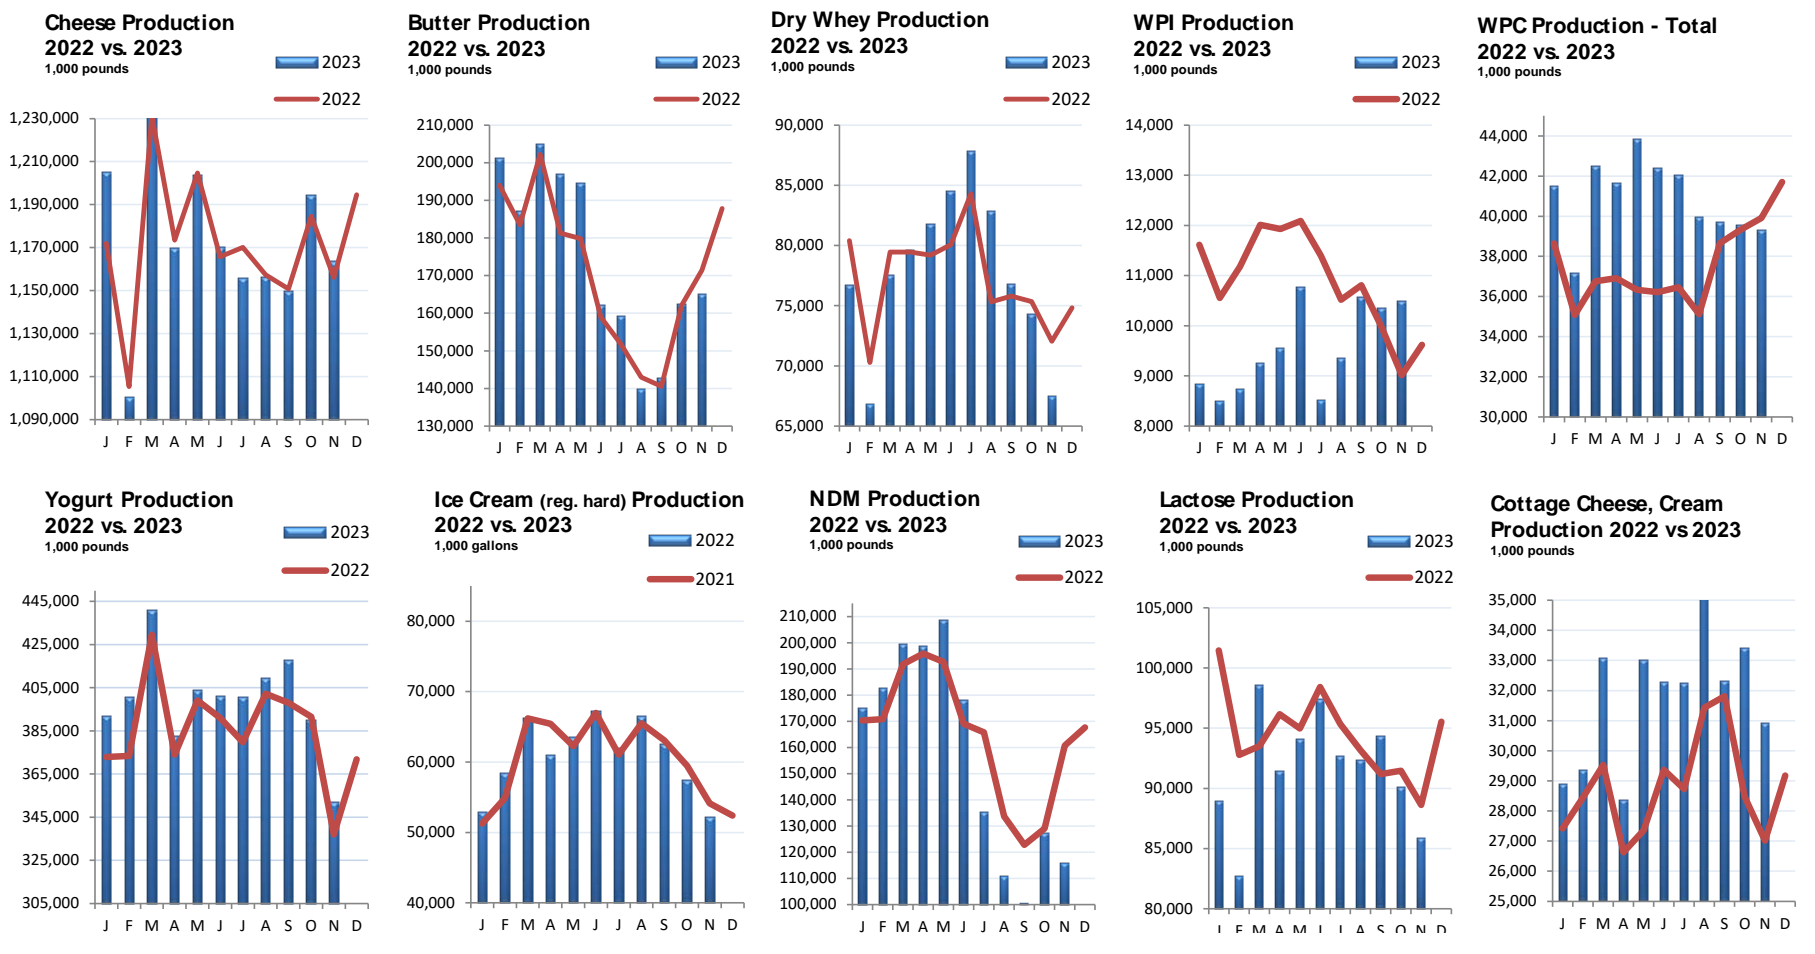 Cheese Production
2022 vs. 2023
1,000 pounds
2023
2022
1,230,000
1,210,000
1,190,000
1,170,000
1,150,000
1,130,000
1,110,000
1,090,000
J F M A M J J A S O N D
Butter Production
2022 vs. 2023
1,000 pounds
2023
2022
210,000
200,000
190,000
180,000
170,000
160,000
150,000
140,000
130,000
J F M A M J J A S O N D
Dry Whey Production
2022 vs. 2023
1,000 pounds
2023
2022
90,000
85,000
80,000
75,000
70,000
65,000
J F M A M J J A S O N D
WPI Production
2022 vs. 2023
1,000 pounds
2023
2022
14,000
13,000
12,000
11,000
10,000
9,000
8,000
J F M A M J J A S O N D
WPC Production - Total
2022 vs. 2023
1,000 pounds
44,000
42,000
40,000
38,000
36,000
34,000
32,000
30,000
J F M A M J J A S O N D
Yogurt Production
2022 vs. 2023
1,000 pounds
2023
2022
445,000
425,000
405,000
385,000
365,000
345,000
325,000
305,000
J F M A M J J A S O N D
Ice Cream (reg. hard) Production
2022 vs. 2023
1,000 gallons
2022
2021
80,000
70,000
60,000
50,000
40,000
J F M A M J J A S O N D
NDM Production
2022 vs. 2023
1,000 pounds
2023
2022
210,000
200,000
190,000
180,000
170,000
160,000
150,000
140,000
130,000
120,000
110,000
100,000
J F M A M J J A S O N D
Lactose Production
2022 vs. 2023
1,000 pounds
2023
2022
105,000
100,000
95,000
90,000
85,000
80,000
J F M A M J J A S O N D
Cottage Cheese, Cream
Production 2022 vs 2023
1,000 pounds
35,000
34,000
33,000
32,000
31,000
30,000
29,000
28,000
27,000
26,000
25,000
J F M A M J J A S O N D